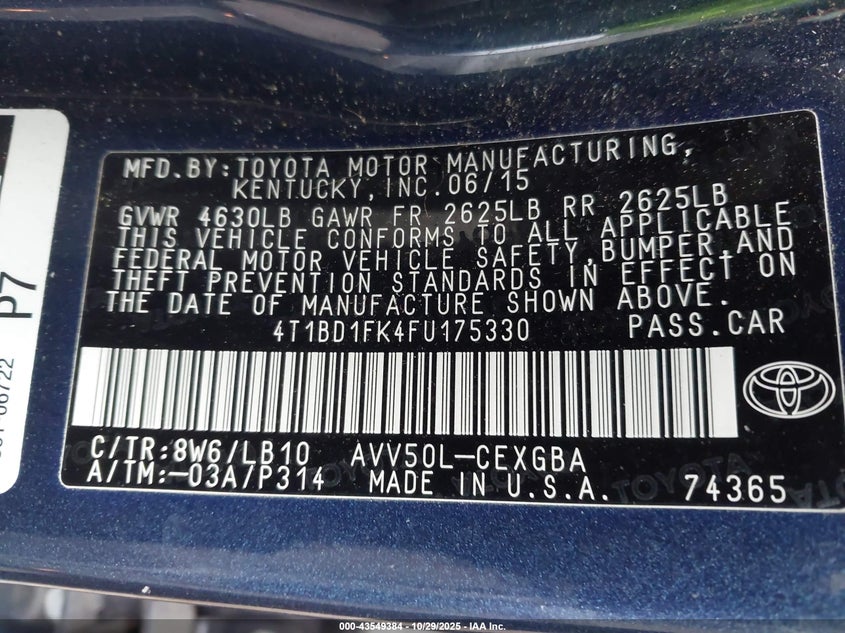 MFD.BY:TOYOTA MOTOR MANUFACTURING,
KENTUCKY,INC.06/15
GVWR 4630LB GAWR FR 2625LB RR 2625LB
THIS VEHICLE CONFORMS TO ALL APPLICABLE
FEDERAL MOTOR VEHICLE SAFETY,BUMPER,AND
THEFT PREVENTION STANDARDS IN EFFECT ON
THE DATE OF MANUFACTURE SHOWN ABOVE.
4T1BD1FK4FU175330 PASS.CAR
C/TR:8W6/LB10 AVV50L-CEXGBA
A/TM:-03A/P314 MADE IN U.S.A. 74365
P7
000-43549384 - 10/29/2025 - IAA Inc.